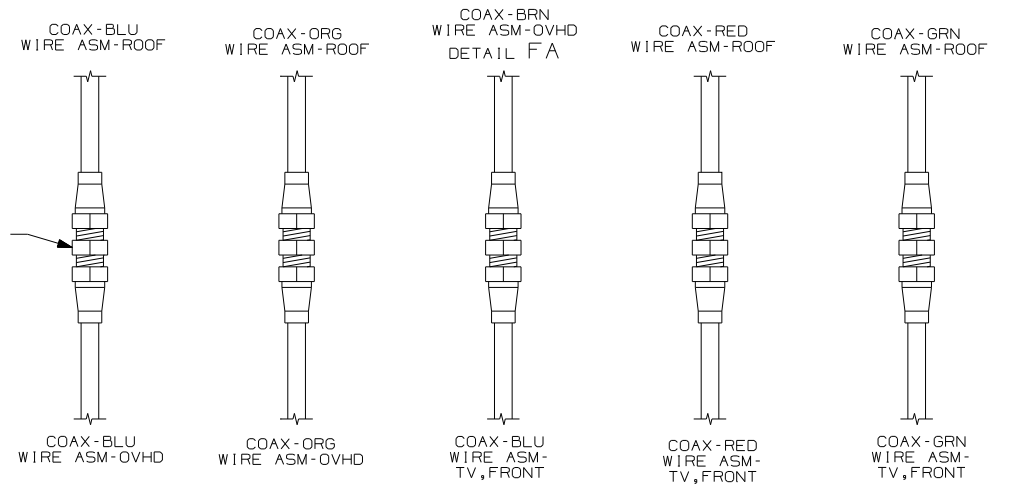 COAX-BLU
WIRE ASM-ROOF
COAX-ORG
WIRE ASM-ROOF
COAX-BRN
WIRE ASM-OVHD
DETAIL FA
COAX-RED
WIRE ASM-ROOF
COAX-GRN
WIRE ASM-ROOF
COAX-BLU
WIRE ASM-OVHD
COAX-ORG
WIRE ASM-OVHD
COAX-BLU
WIRE ASM-
TV,FRONT
COAX-RED
WIRE ASM-
TV,FRONT
COAX-GRN
WIRE ASM-
TV,FRONT